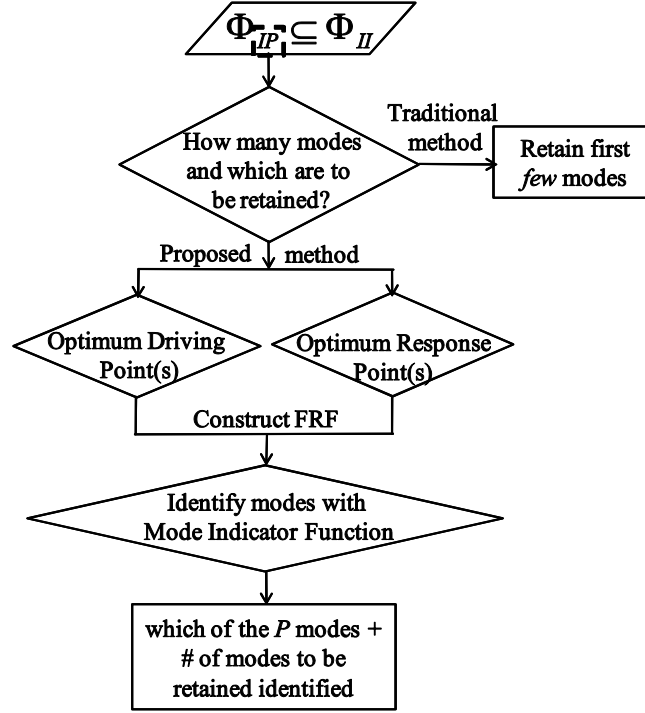 Φ_IP ⊆ Φ_II
How many modes
and which are to
be retained?
Traditional
method
Retain first
few modes
Proposed method
Optimum Driving
Point(s)
Optimum Response
Point(s)
Construct FRF
Identify modes with
Mode Indicator Function
which of the P modes +
# of modes to be
retained identified